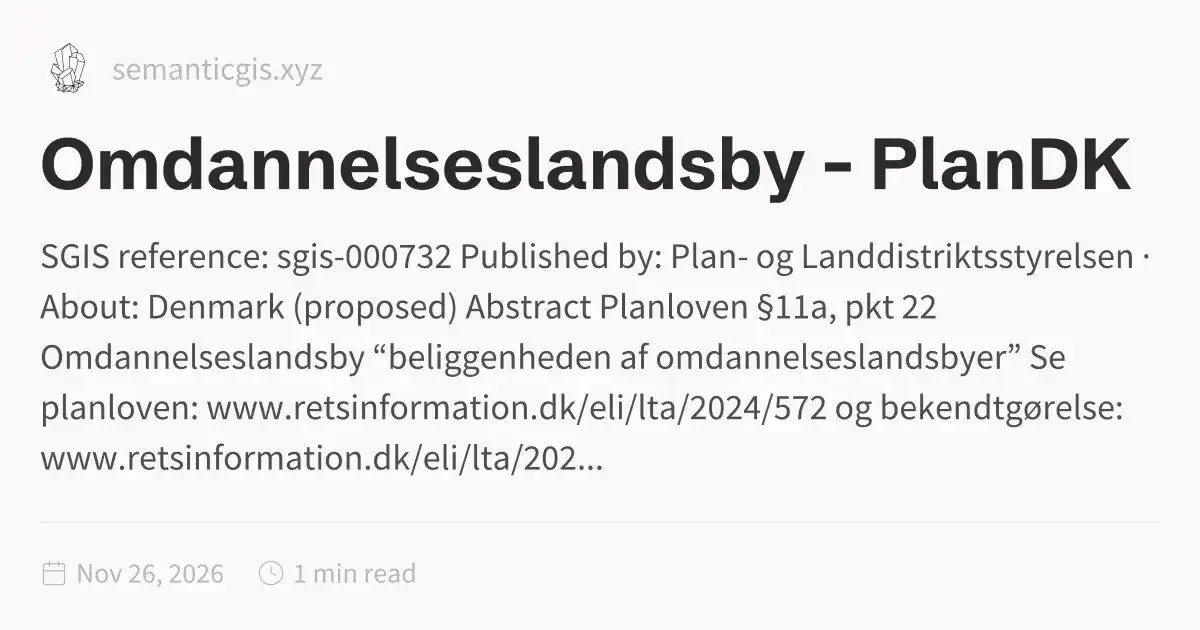 semanticgis.xyz
Omdannelseslandsby - PlanDK
SGIS reference: sgis-000732 Published by: Plan- og Landdistriktsstyrelsen ·
About: Denmark (proposed) Abstract Planloven §11a, pkt 22
Omdannelseslandsby “beliggenheden af omdannelseslandsbyer” Se
planloven: www.retsinformation.dk/eli/lta/2024/572 og bekendtgørelse:
www.retsinformation.dk/eli/lta/202...
Nov 26, 2026 1 min read